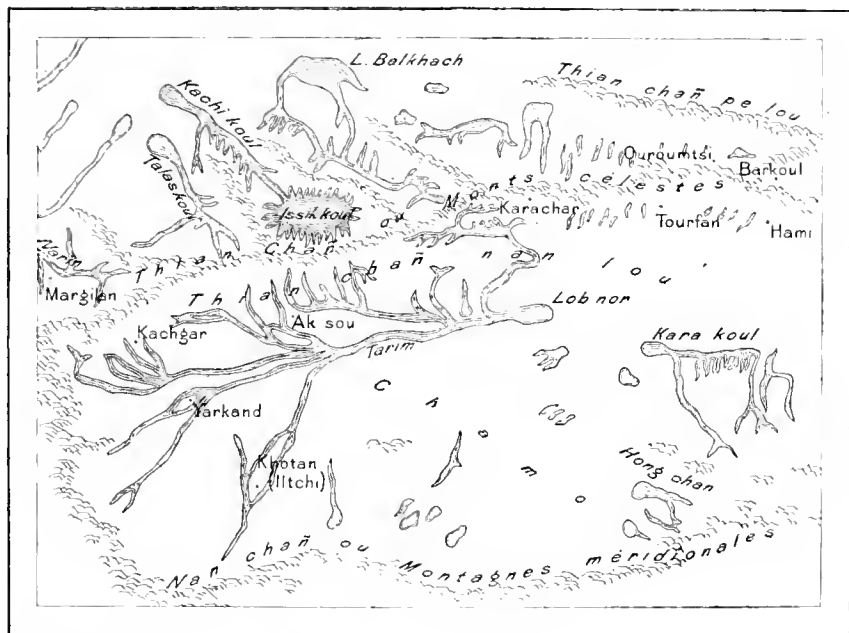 L. Balkhach
Thian chañ pe lou
Kachi koul
Talaskoul
Ouroumtsi
Barkoul
Thian Chañ ou Monts célestes
Issik koul
Karachar
Tourfan
Hami
Narin
Margilan
Thian chañ nan lou
Ak sou
Lob nor
Kachgar
Tarim
Kara koul
Yarkand
Chamo
Khotan
(Iltchi)
Hong chan
Nan chañ ou Montagnes méridionales